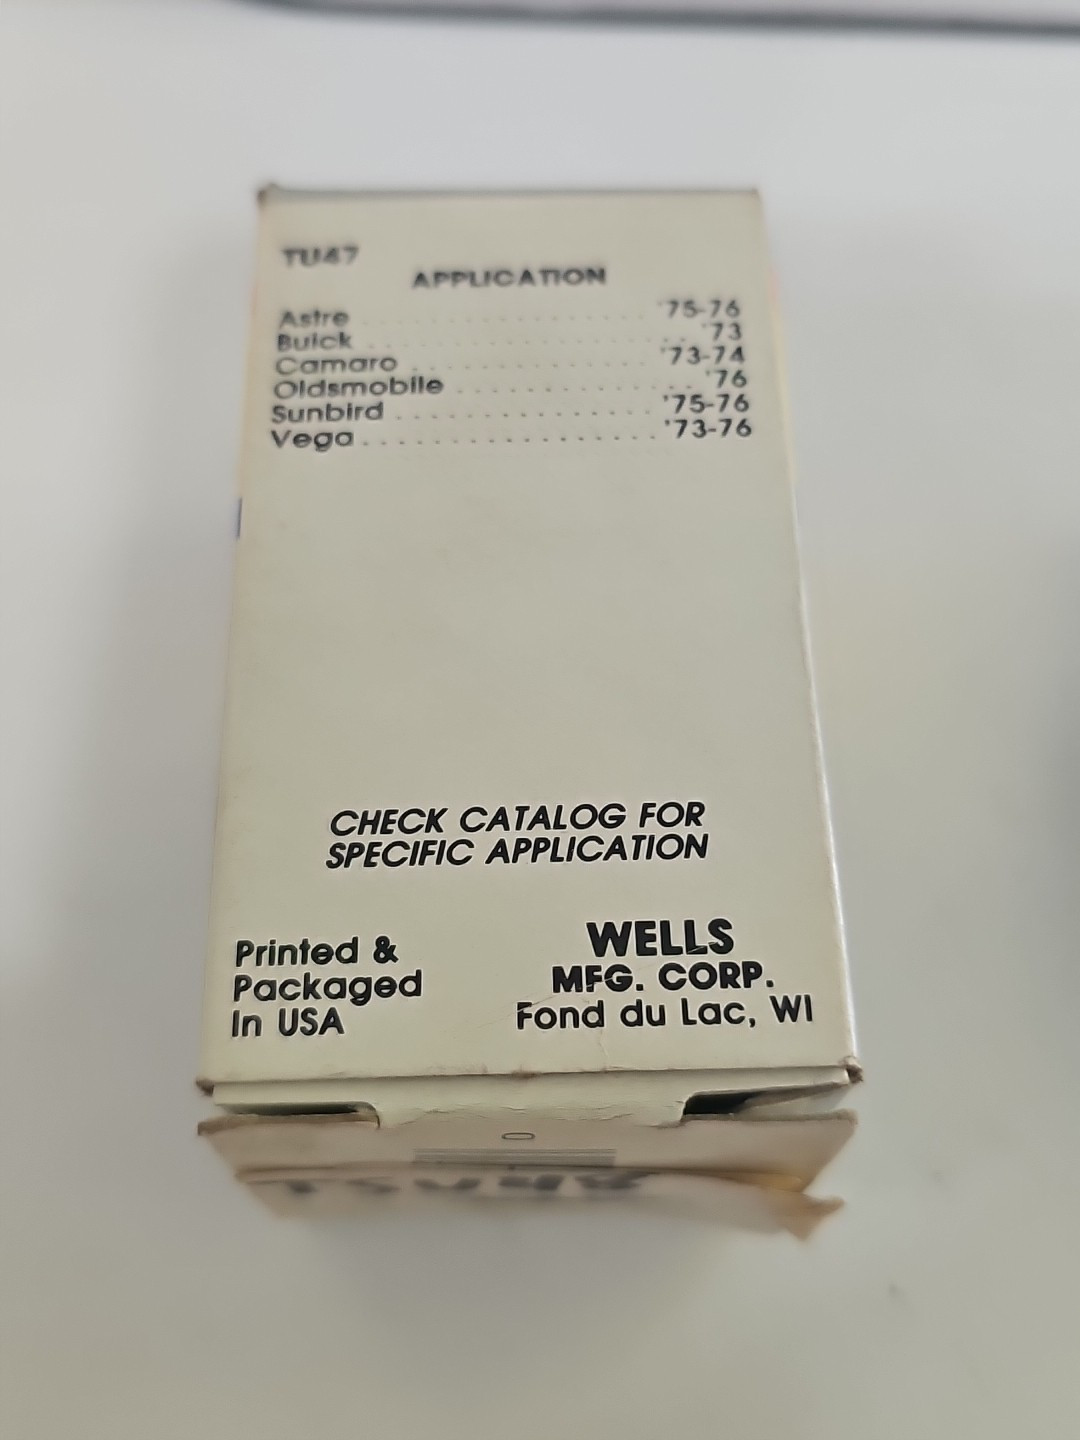 TU47
APPLICATION
Astre . . . . . . . . . . . . . . . . . . '75-76
Buick . . . . . . . . . . . . . . . . . . . . '73
Camaro . . . . . . . . . . . . . . . . '73-74
Oldsmobile . . . . . . . . . . . . . . . . '76
Sunbird . . . . . . . . . . . . . . . . . '75-76
Vega . . . . . . . . . . . . . . . . . . . '73-76
CHECK CATALOG FOR
SPECIFIC APPLICATION
Printed &
Packaged
In USA
WELLS
MFG. CORP.
Fond du Lac, WI